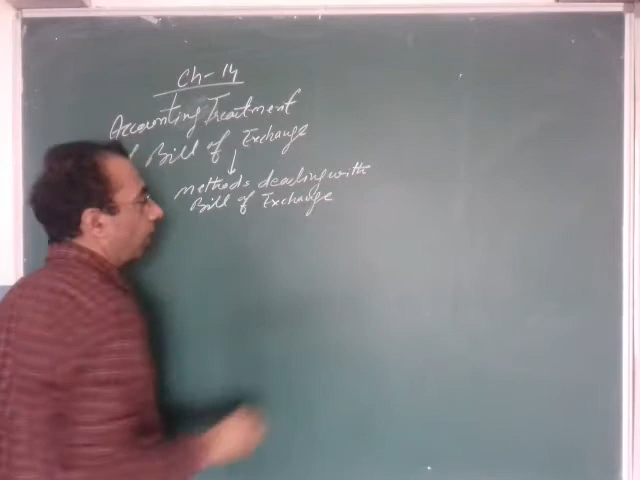 Ch-14
Accounting Treatment
Bill of Exchange
methods dealing with
Bill of Exchange